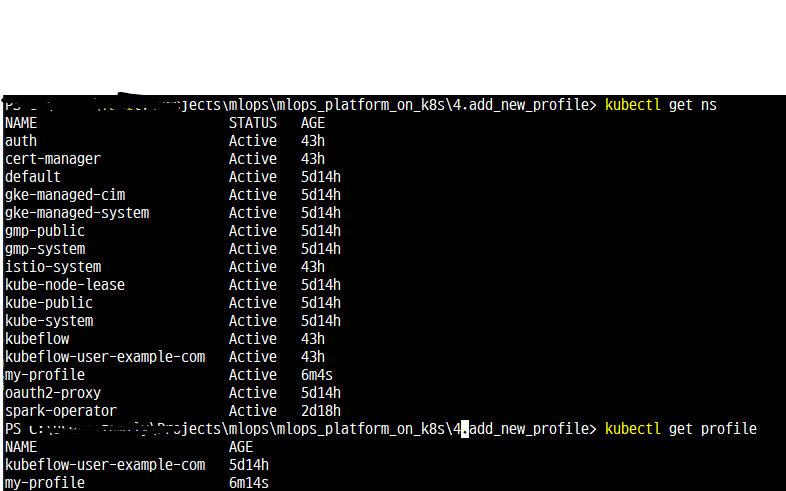 PS C:\ \Projects\mlops\mlops_platform_on_k8s\4.add_new_profile> kubectl get ns
NAME STATUS AGE
auth Active 43h
cert-manager Active 43h
default Active 5d14h
gke-managed-cim Active 5d14h
gke-managed-system Active 5d14h
gmp-public Active 5d14h
gmp-system Active 5d14h
istio-system Active 43h
kube-node-lease Active 5d14h
kube-public Active 5d14h
kube-system Active 5d14h
kubeflow Active 43h
kubeflow-user-example-com Active 43h
my-profile Active 6m4s
oauth2-proxy Active 5d14h
spark-operator Active 2d18h
PS C:\ \Projects\mlops\mlops_platform_on_k8s\4.add_new_profile> kubectl get profile
NAME AGE
kubeflow-user-example-com 5d14h
my-profile 6m14s